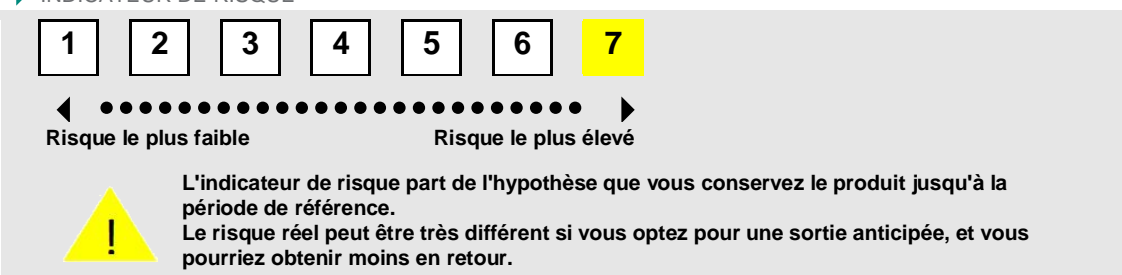 INDICATEUR DE RISQUE
1 2 3 4 5 6 7
Risque le plus faible Risque le plus élevé
L'indicateur de risque part de l'hypothèse que vous conservez le produit jusqu'à la
période de référence.
Le risque réel peut être très différent si vous optez pour une sortie anticipée, et vous
pourriez obtenir moins en retour.
!